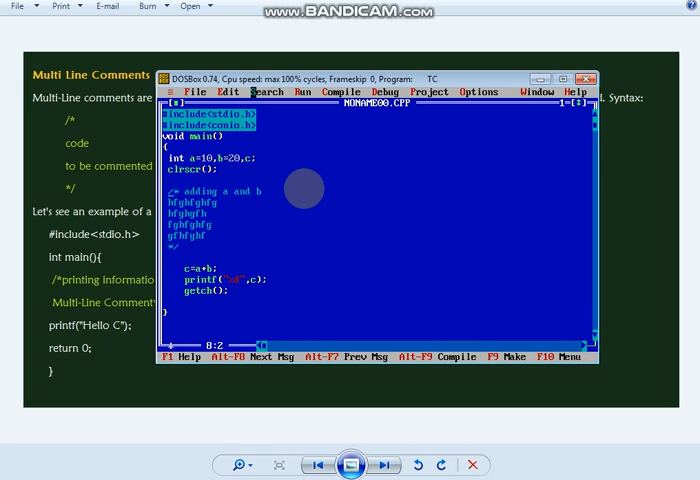 File Print E-mail Burn Open
www.BANDICAM.com
Multi Line Comments
Multi-Line comments are
. Syntax:
/*
code
to be commented
*/
Let's see an example of a
#include<stdio.h>
int main(){
/*printing informatio
Multi-Line Comment
printf("Hello C");
return 0;
}
DOSBox 0.74, Cpu speed: max 100% cycles, Frameskip 0, Program: TC
≡ File Edit Search Run Compile Debug Project Options Window Help
[■] NONAME00.CPP 1=[↕]
#include<stdio.h>
#include<conio.h>
void main()
{
int a=10,b=20,c;
clrscr();
/* adding a and b
hfghfghfg
hfghgfh
fghfghfg
gfhfghf
*/
c=a+b;
printf("%d",c);
getch();
}
* 8:2
F1 Help Alt-F8 Next Msg Alt-F7 Prev Msg Alt-F9 Compile F9 Make F10 Menu